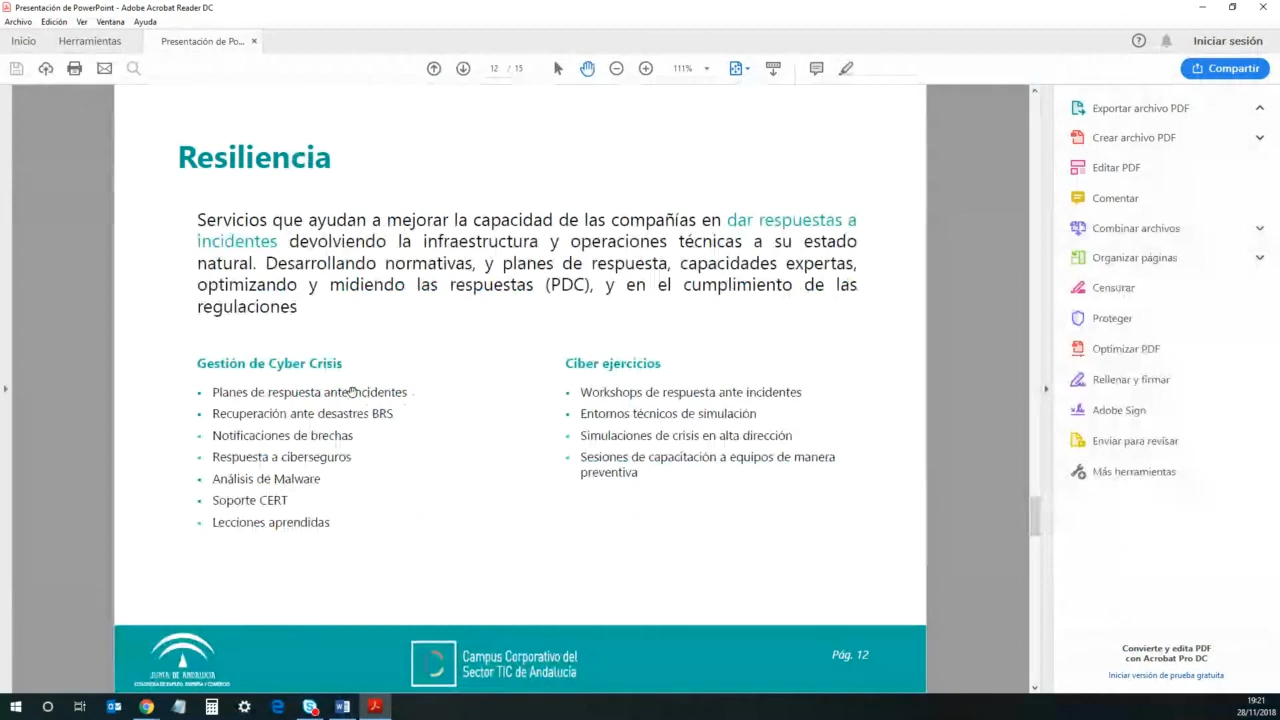 Presentación de PowerPoint - Adobe Acrobat Reader DC
Archivo Edición Ver Ventana Ayuda
Inicio Herramientas Presentación de Po... × Iniciar sesión
12 / 15 111% Compartir
Resiliencia
Servicios que ayudan a mejorar la capacidad de las compañías en dar respuestas a
incidentes devolviendo la infraestructura y operaciones técnicas a su estado
natural. Desarrollando normativas, y planes de respuesta, capacidades expertas,
optimizando y midiendo las respuestas (PDC), y en el cumplimiento de las
regulaciones
Gestión de Cyber Crisis
Planes de respuesta ante incidentes
Recuperación ante desastres BRS
Notificaciones de brechas
Respuesta a ciberseguros
Análisis de Malware
Soporte CERT
Lecciones aprendidas
Ciber ejercicios
Workshops de respuesta ante incidentes
Entornos técnicos de simulación
Simulaciones de crisis en alta dirección
Sesiones de capacitación a equipos de manera
preventiva
JUNTA DE ANDALUCIA
CONSEJERÍA DE EMPLEO, EMPRESA Y COMERCIO
Campus Corporativo del
Sector TIC de Andalucía
Pág. 12
Exportar archivo PDF
Crear archivo PDF
Editar PDF
Comentar
Combinar archivos
Organizar páginas
Censurar
Proteger
Optimizar PDF
Rellenar y firmar
Adobe Sign
Enviar para revisar
Más herramientas
Convierte y edita PDF
con Acrobat Pro DC
Iniciar versión de prueba gratuita
19:21
28/11/2018